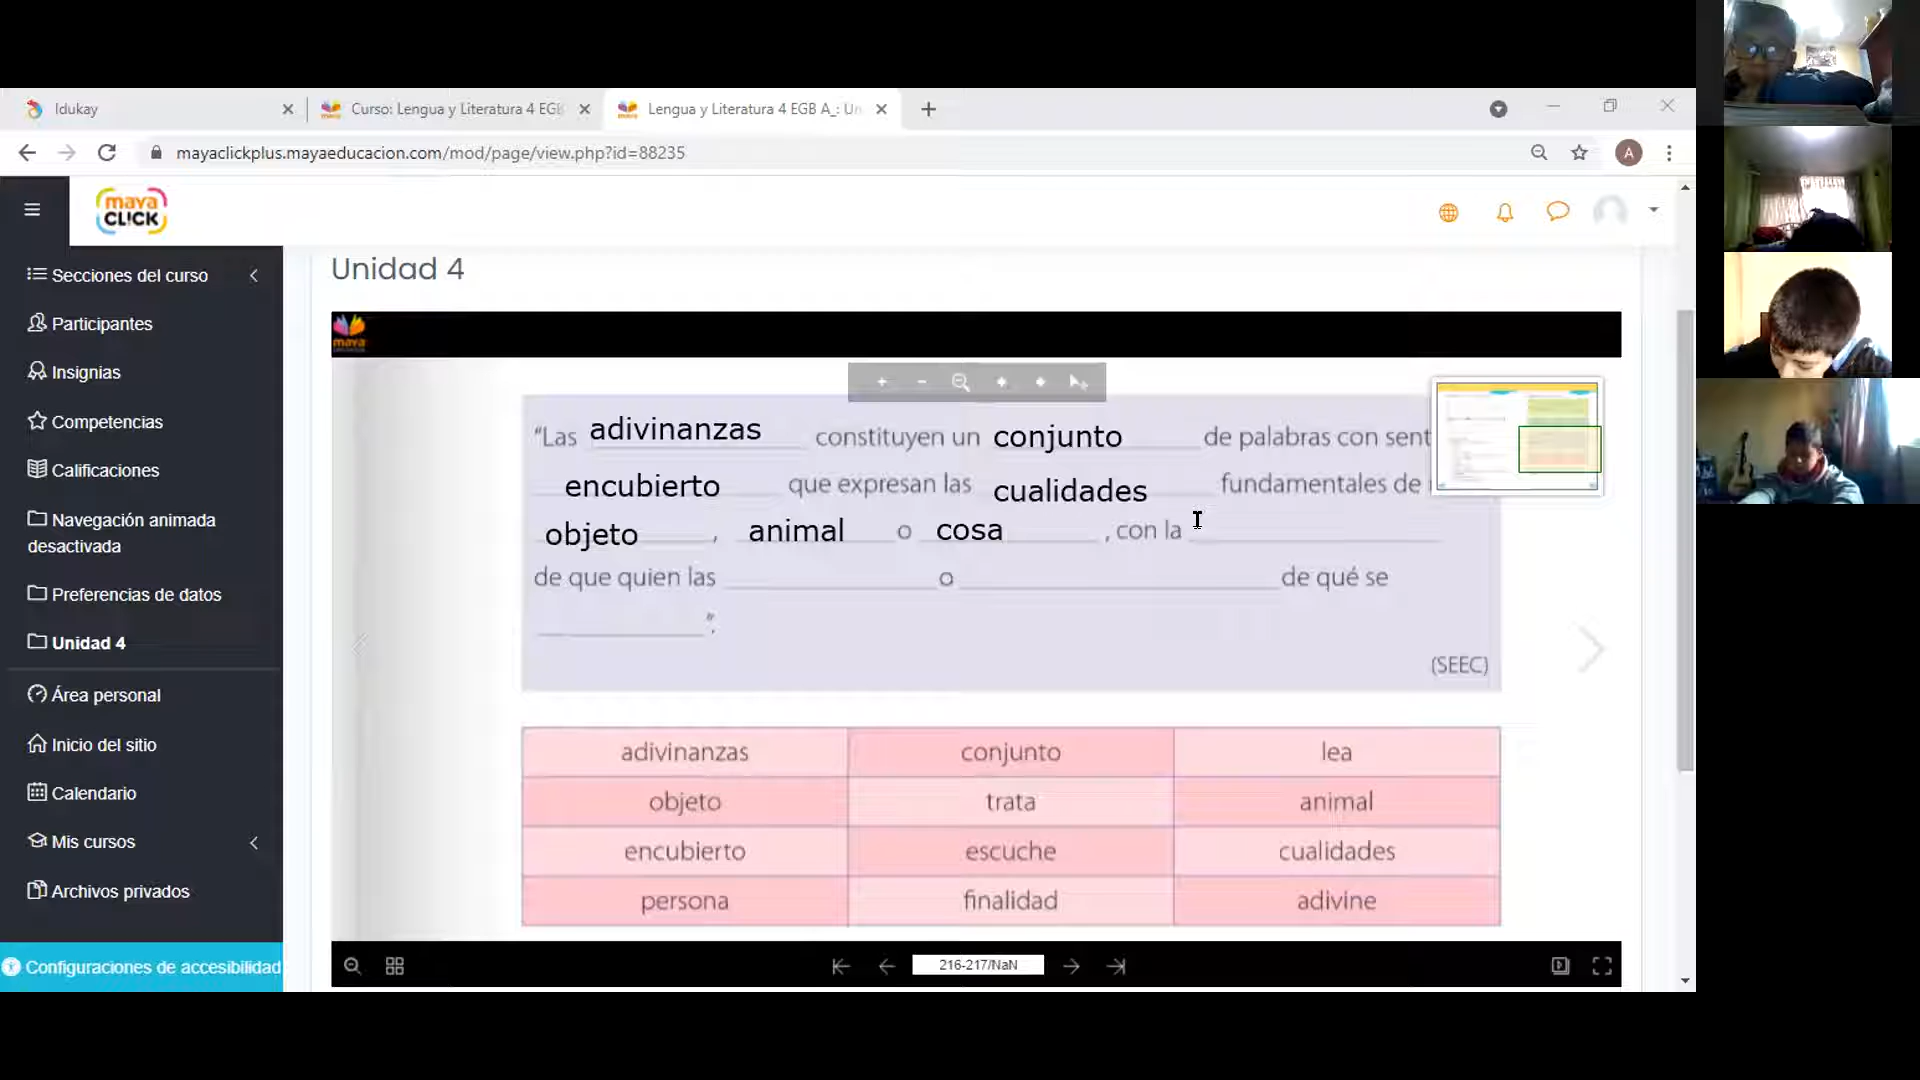 Idukay
Curso: Lengua y Literatura 4 EGB
Lengua y Literatura 4 EGB A_: Un
mayaclickplus.mayaeducacion.com/mod/page/view.php?id=88235
A
maya
CLICK
Unidad 4
Secciones del curso
Participantes
Insignias
Competencias
Calificaciones
Navegación animada
desactivada
Preferencias de datos
Unidad 4
Área personal
Inicio del sitio
Calendario
Mis cursos
Archivos privados
Configuraciones de accesibilidad
maya
“Las adivinanzas constituyen un conjunto de palabras con sent
encubierto que expresan las cualidades fundamentales de
objeto , animal o cosa , con la
de que quien las o de qué se
”.
(SEEC)
adivinanzas conjunto lea
objeto trata animal
encubierto escuche cualidades
persona finalidad adivine
216-217/NaN